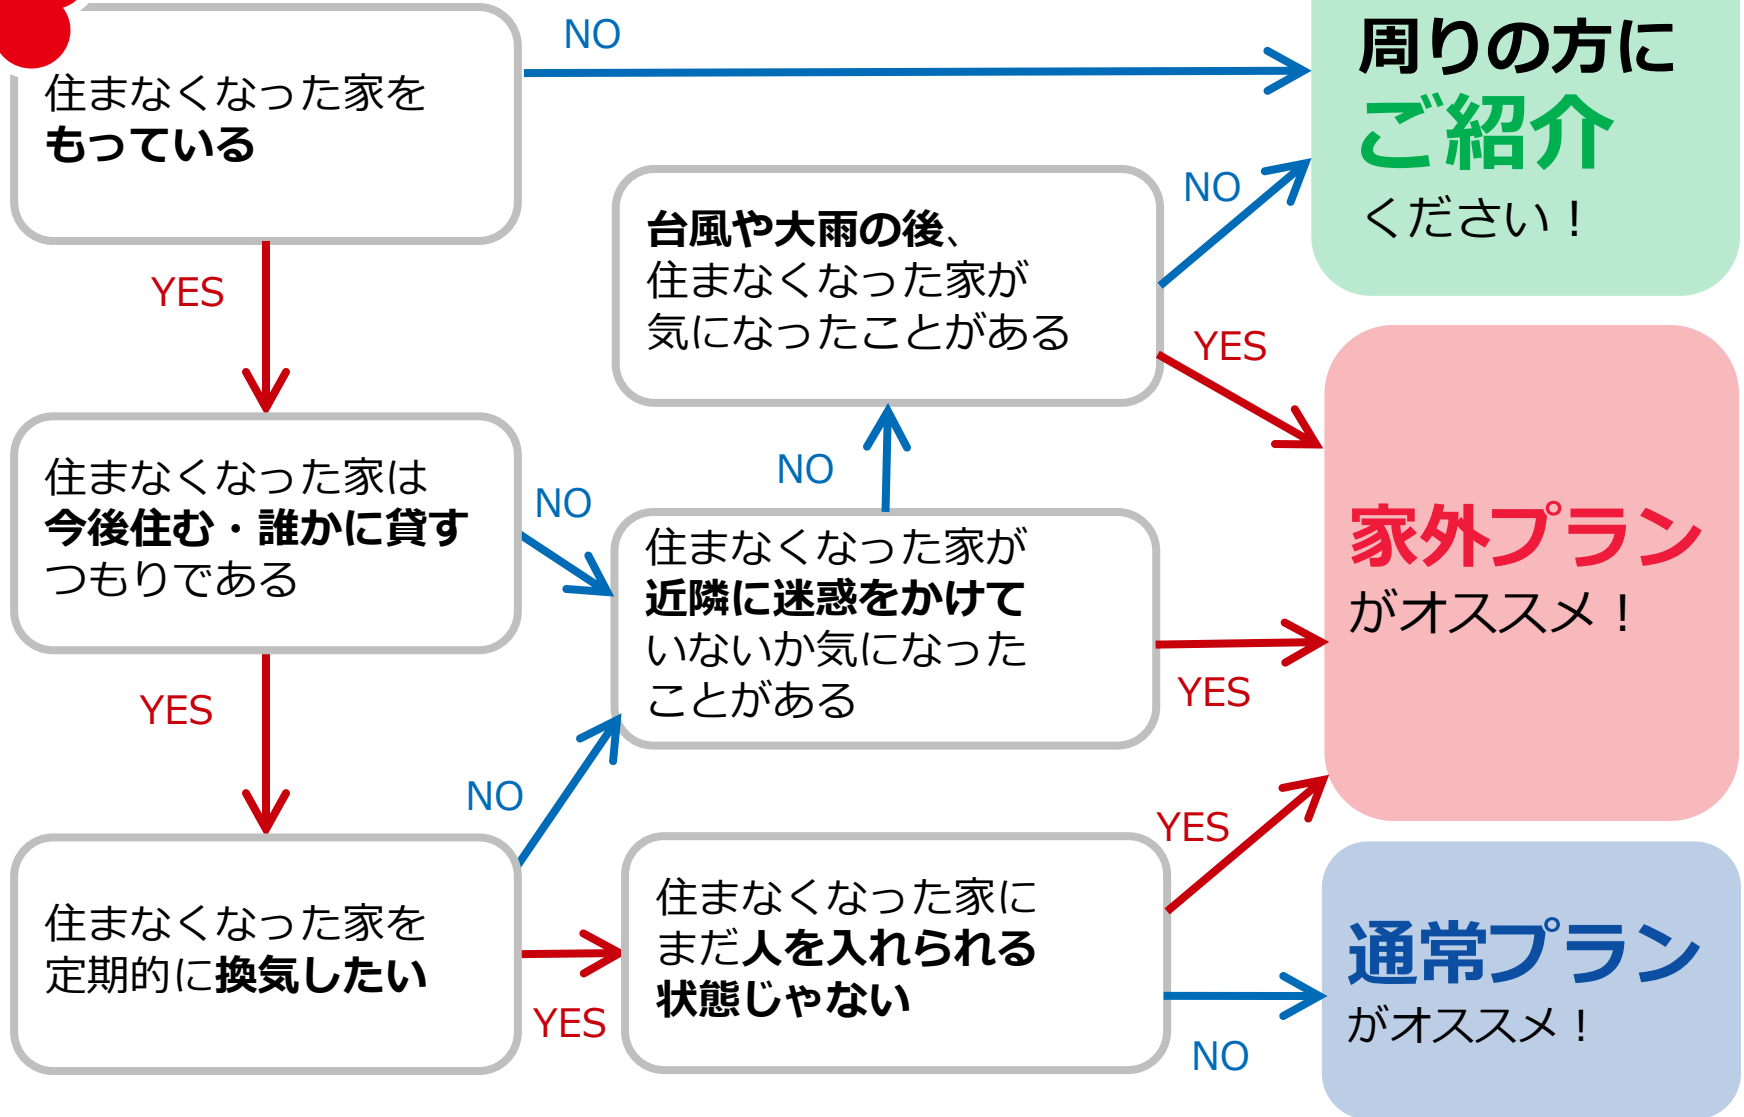 住まなくなった家を
もっている
NO
周りの方に
ご紹介
ください！
YES
台風や大雨の後、
住まなくなった家が
気になったことがある
NO
YES
住まなくなった家は
今後住む・誰かに貸す
つもりである
NO
NO
住まなくなった家が
近隣に迷惑をかけて
いないか気になった
ことがある
YES
家外プラン
がオススメ！
YES
NO
住まなくなった家を
定期的に換気したい
YES
住まなくなった家に
まだ人を入れられる
状態じゃない
YES
NO
通常プラン
がオススメ！